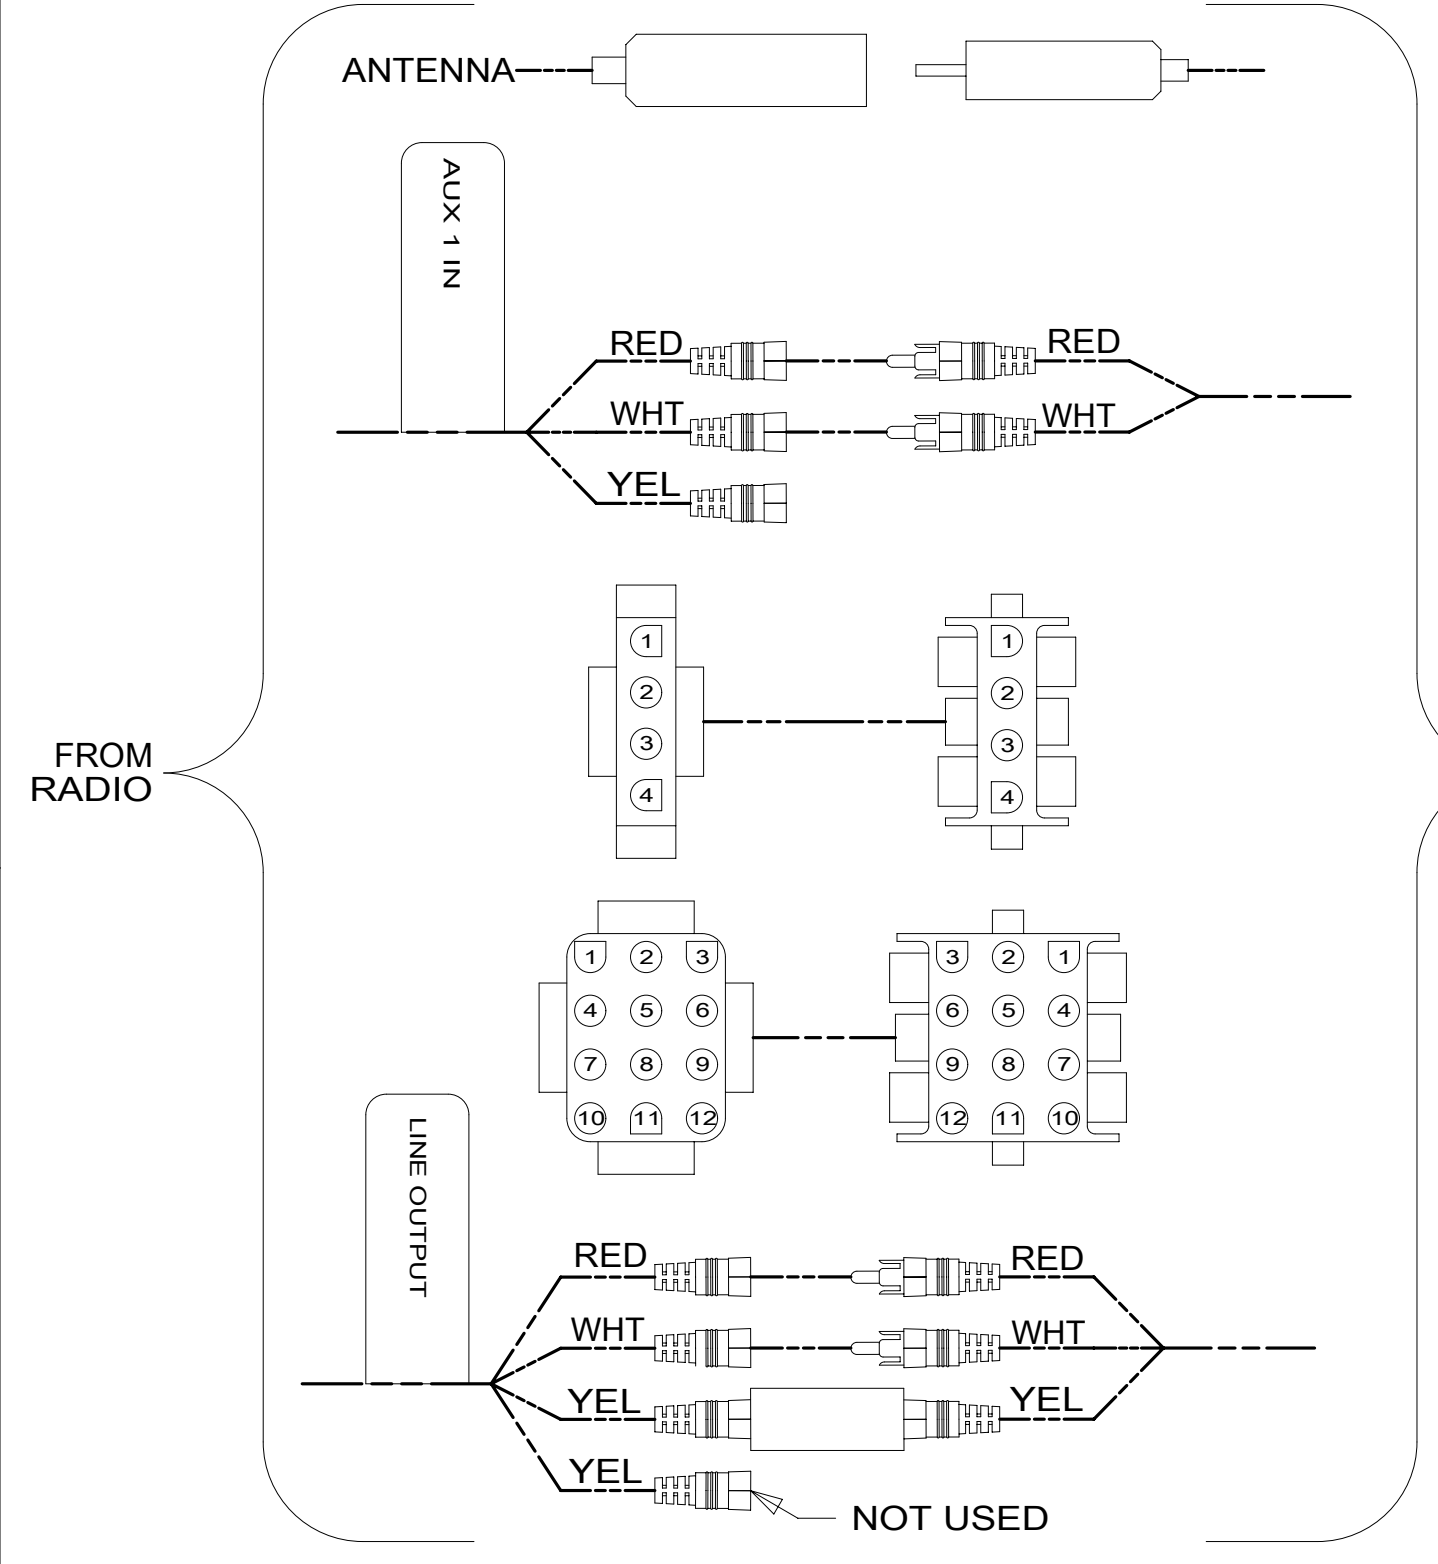 ANTENNA
AUX 1 IN
RED
RED
WHT
WHT
YEL
1
1
2
2
3
3
4
4
FROM
RADIO
1 2 3
3 2 1
4 5 6
6 5 4
7 8 9
9 8 7
10 11 12
12 11 10
LINE OUTPUT
RED
RED
WHT
WHT
YEL
YEL
YEL
NOT USED